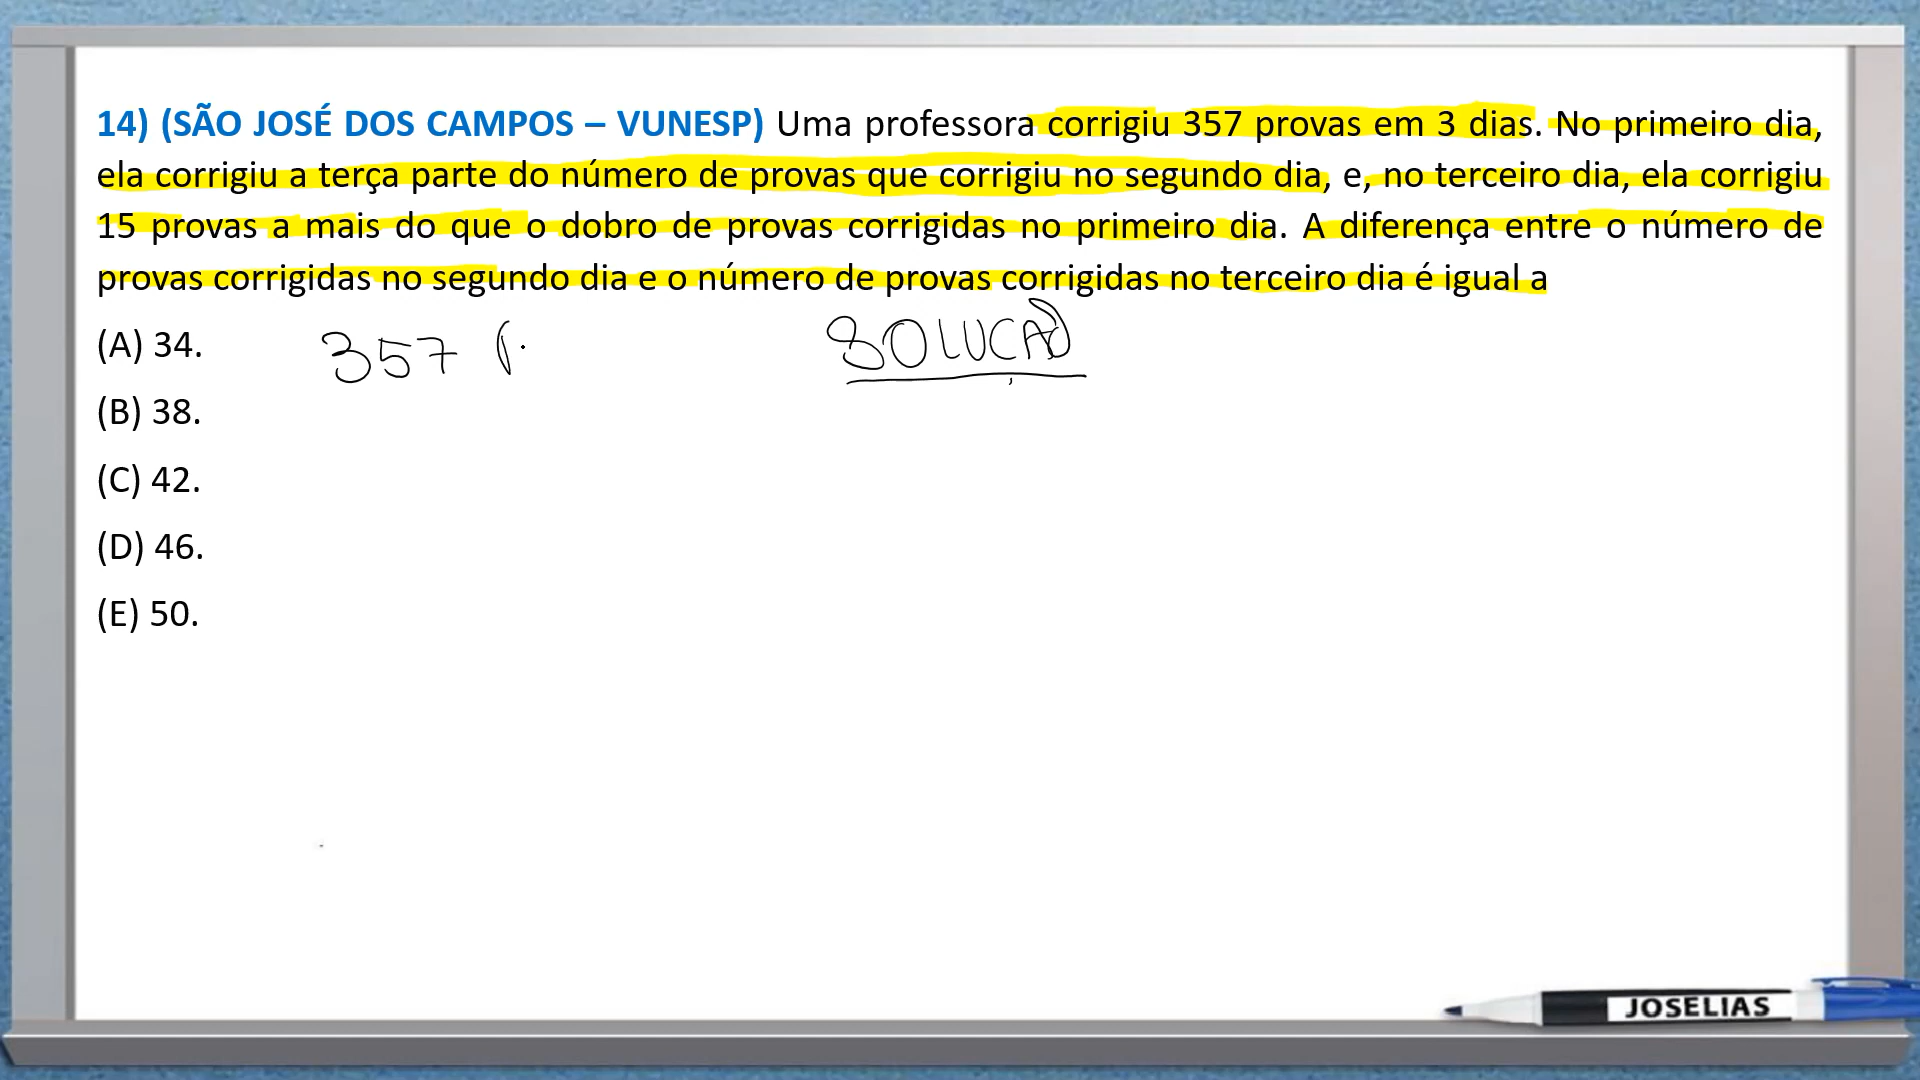 14) (SÃO JOSÉ DOS CAMPOS – VUNESP) Uma professora corrigiu 357 provas em 3 dias. No primeiro dia,
ela corrigiu a terça parte do número de provas que corrigiu no segundo dia, e, no terceiro dia, ela corrigiu
15 provas a mais do que o dobro de provas corrigidas no primeiro dia. A diferença entre o número de
provas corrigidas no segundo dia e o número de provas corrigidas no terceiro dia é igual a
(A) 34.
357
SOLUÇÃO
(B) 38.
(C) 42.
(D) 46.
(E) 50.
JOSELIAS